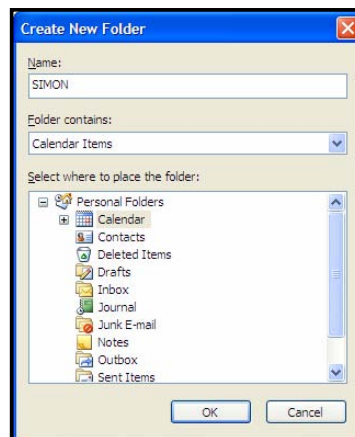 Create New Folder
Name:
SIMON
Folder contains:
Calendar Items
Select where to place the folder:
Personal Folders
Calendar
Contacts
Deleted Items
Drafts
Inbox
Journal
Junk E-mail
Notes
Outbox
Sent Items
OK Cancel